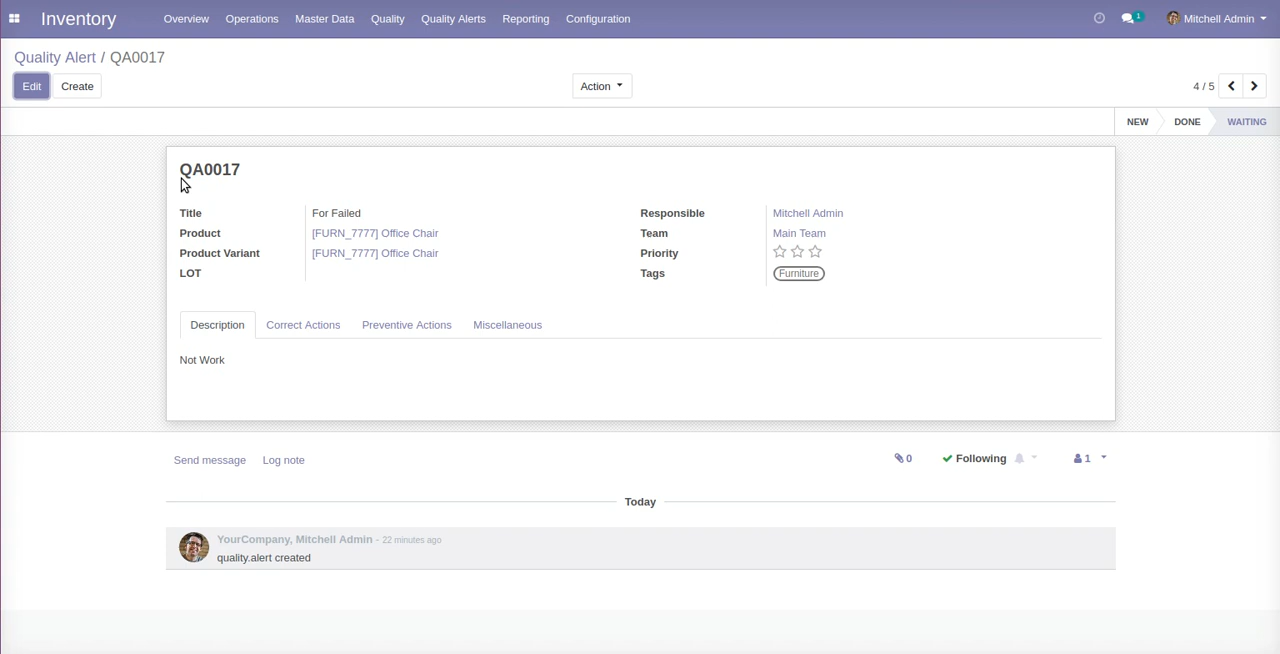 Inventory Overview Operations Master Data Quality Quality Alerts Reporting Configuration 1 Mitchell Admin
Quality Alert / QA0017
Edit Create Action 4 / 5
NEW DONE WAITING
QA0017
Title For Failed Responsible Mitchell Admin
Product [FURN_7777] Office Chair Team Main Team
Product Variant [FURN_7777] Office Chair Priority
LOT Tags Furniture
Description Correct Actions Preventive Actions Miscellaneous
Not Work
Send message Log note 0 Following 1
Today
YourCompany, Mitchell Admin - 22 minutes ago
quality.alert created